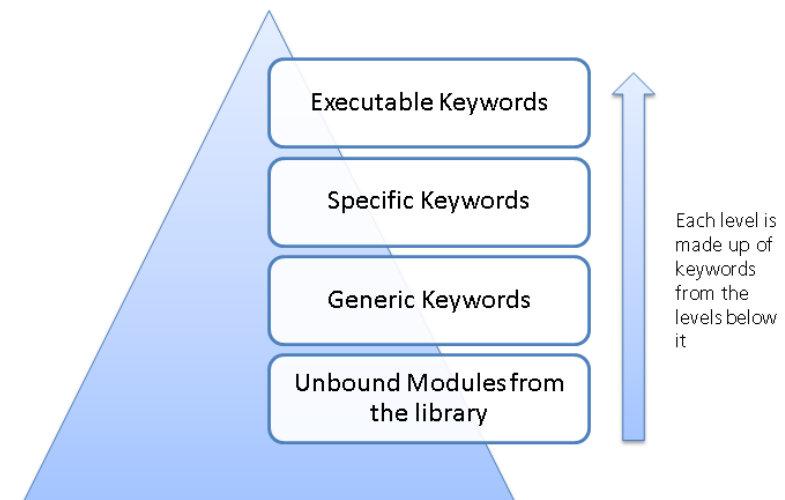 Executable Keywords
Specific Keywords
Generic Keywords
Unbound Modules from
the library
Each level is
made up of
keywords
from the
levels below
it